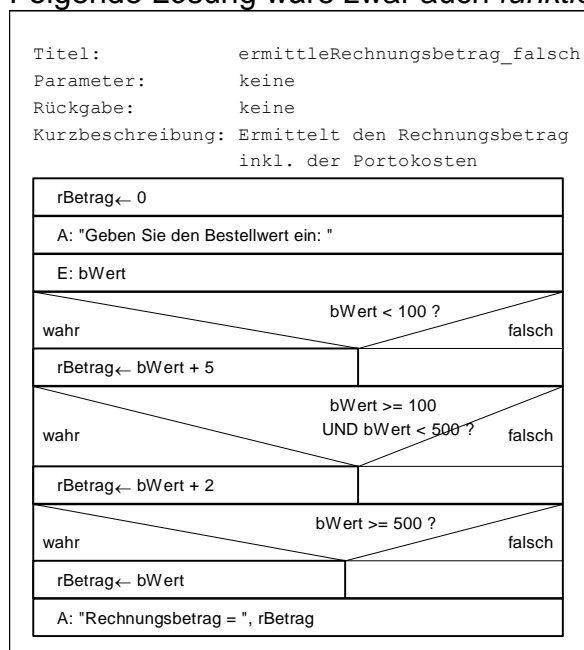 Folgende Lösung wäre zwar auch funktio
Titel: ermittleRechnungsbetrag_falsch
Parameter: keine
Rückgabe: keine
Kurzbeschreibung: Ermittelt den Rechnungsbetrag
inkl. der Portokosten
rBetrag← 0
A: "Geben Sie den Bestellwert ein: "
E: bWert
bWert < 100 ?
wahr falsch
rBetrag← bWert + 5
bWert >= 100
UND bWert < 500 ?
wahr falsch
rBetrag← bWert + 2
bWert >= 500 ?
wahr falsch
rBetrag← bWert
A: "Rechnungsbetrag = ", rBetrag